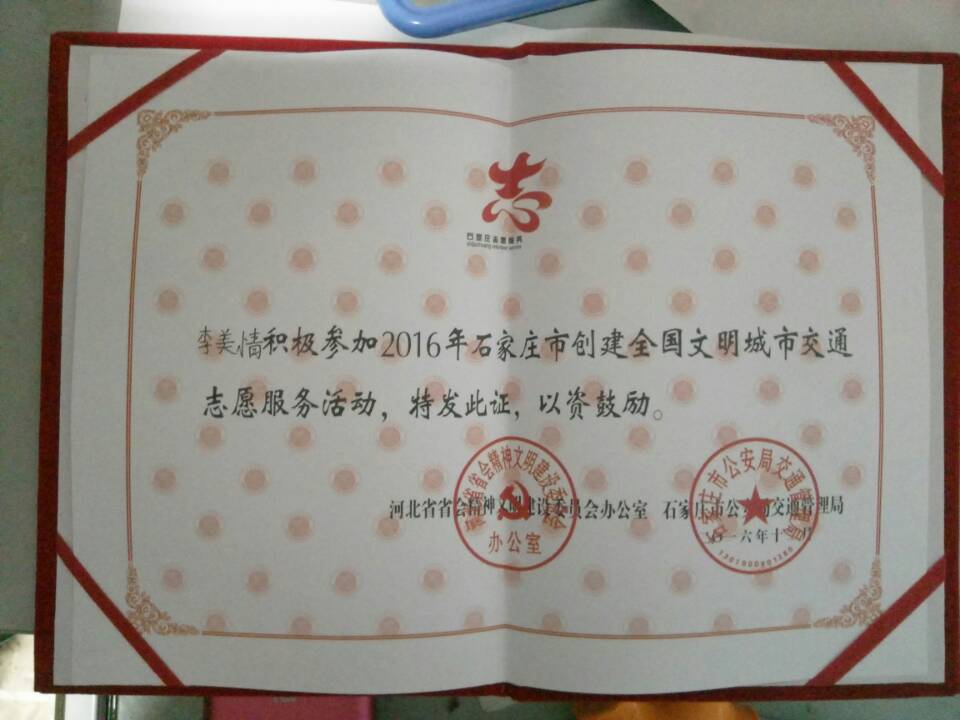 志
石家庄志愿服务
李美情积极参加2016年石家庄市创建全国文明城市交通
志愿服务活动，特发此证，以资鼓励。
河北省省会精神文明建设委员会办公室 石家庄市公安局交通管理局
一六年十 月
河北省省会精神文明建设委员会
办公室
石家庄市公安局交通管理局